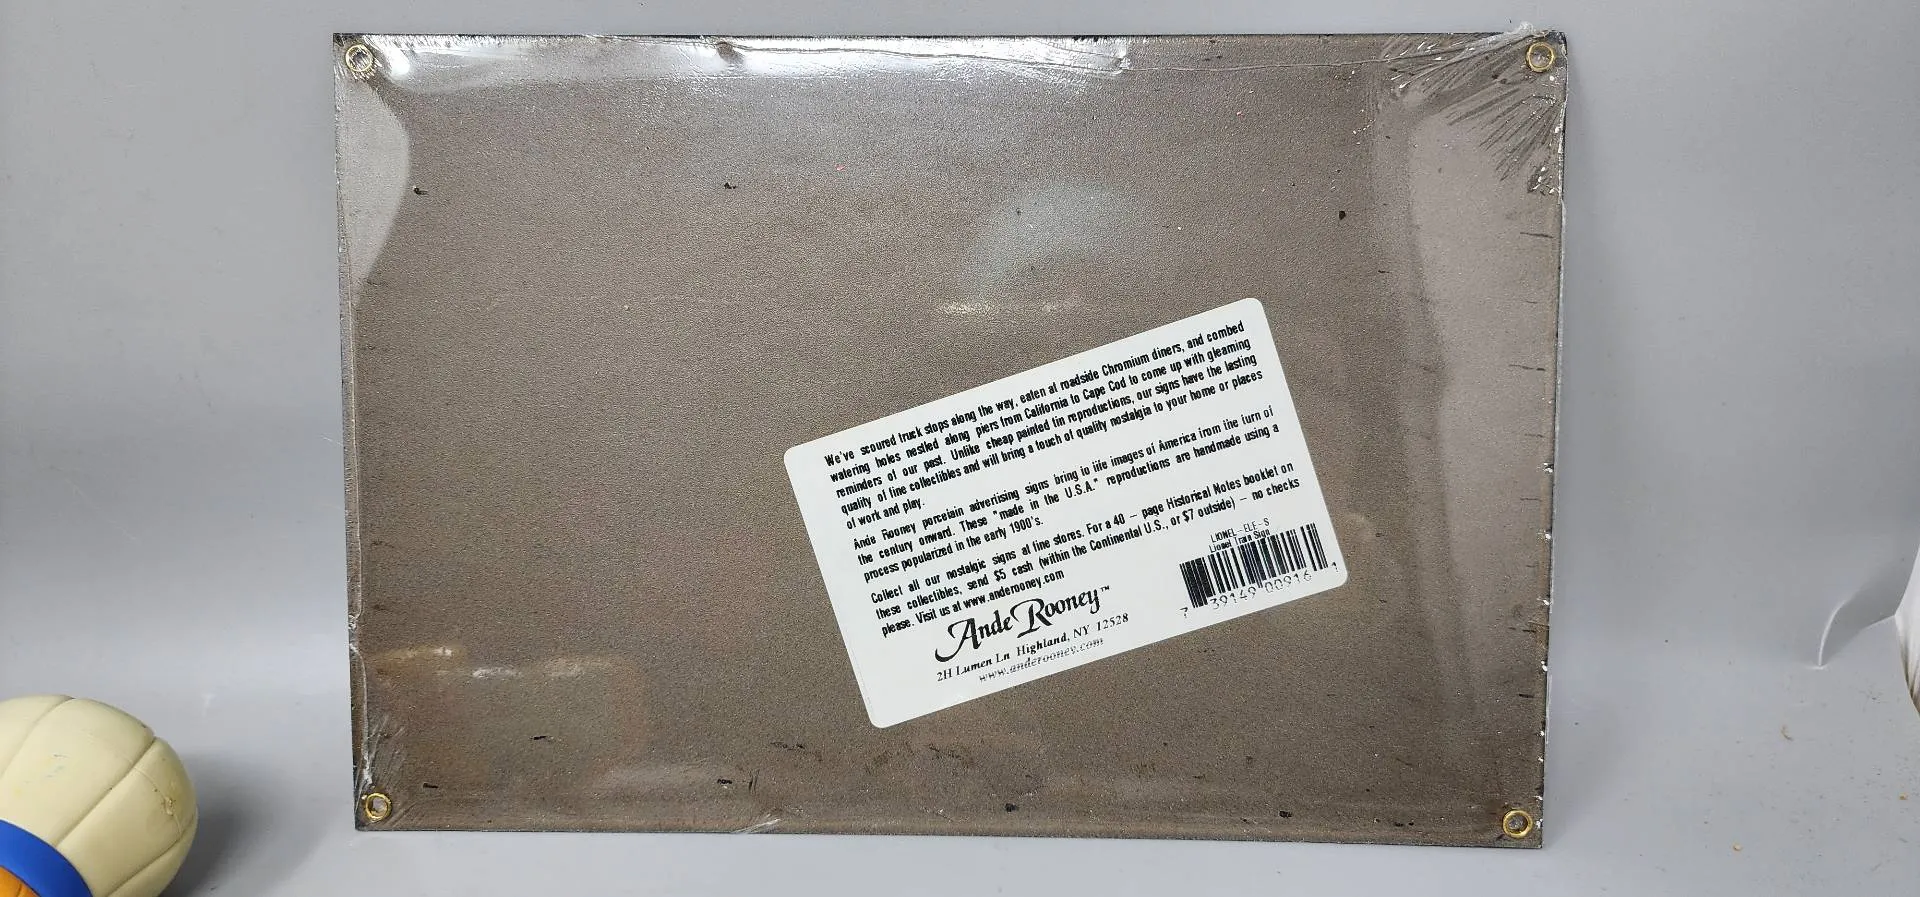 We've scoured truck stops along the way, eaten at roadside Chromium diners, and combed
watering holes nestled along piers from California to Cape Cod to come up with gleaming
reminders of our past. Unlike cheap painted tin reproductions, our signs have the lasting
quality of fine collectibles and will bring a touch of quality nostalgia to your home or places
of work and play.
Ande Rooney porcelain advertising signs bring to life images of America from the turn of
the century onward. These "made in the U.S.A." reproductions are handmade using a
process popularized in the early 1900's.
Collect all our nostalgic signs at fine stores. For a 40 – page Historical Notes booklet on
these collectibles, send $5 cash (within the Continental U.S., or $7 outside) – no checks
please. Visit us at www.anderooney.com
LIONEL-ELE-S
Lionel Train Sign
7 39149 00916 1
Ande Rooney™
2H Lumen Ln Highland, NY 12528
www.anderooney.com